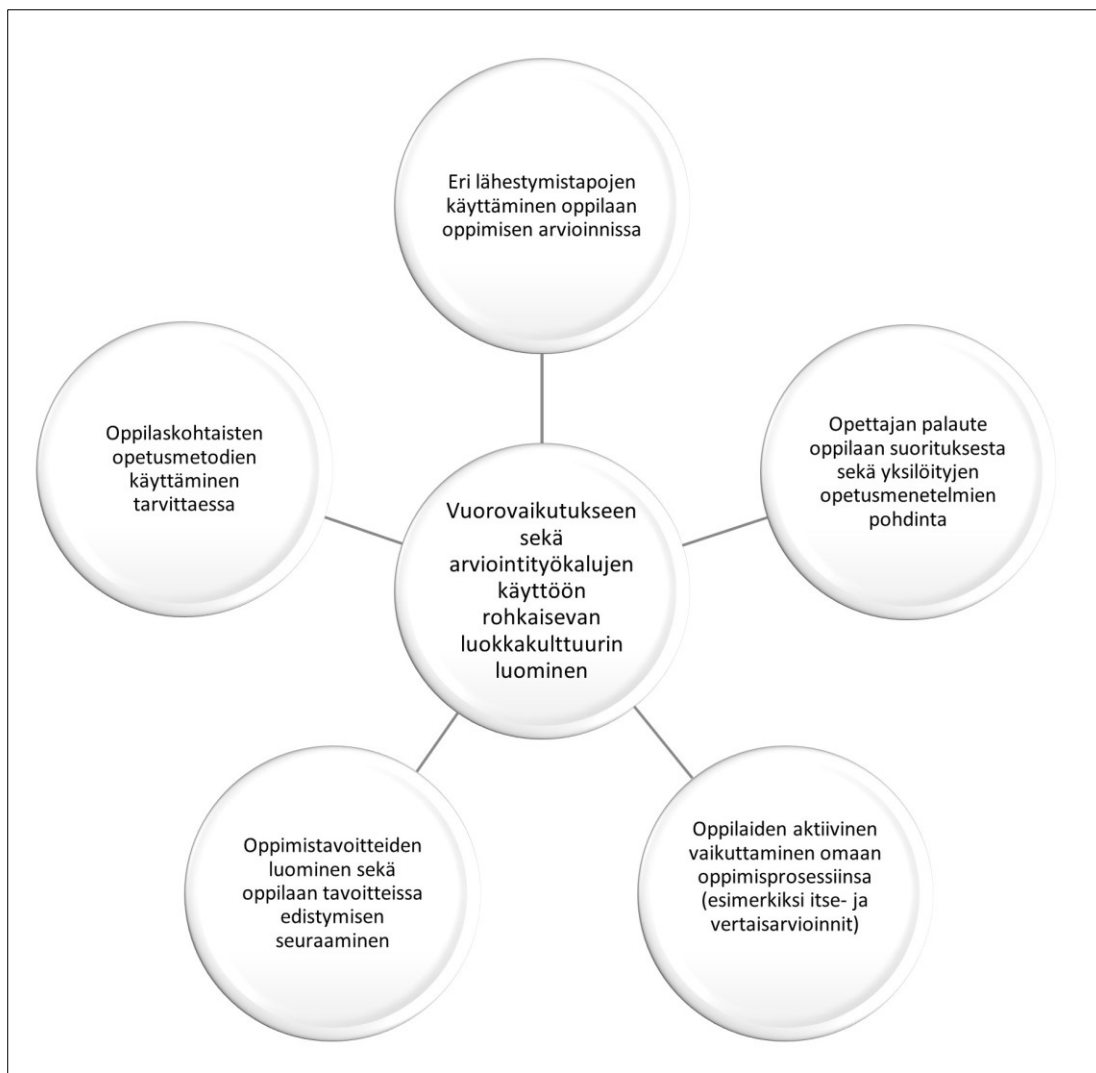 Eri lähestymistapojen
käyttäminen oppilaan
oppimisen arvioinnissa
Oppilaskohtaisten
opetusmetodien
käyttäminen
tarvittaessa
Opettajan palaute
oppilaan suorituksesta
sekä yksilöityjen
opetusmenetelmien
pohdinta
Vuorovaikutukseen
sekä
arviointityökalujen
käyttöön
rohkaisevan
luokkakulttuurin
luominen
Oppimistavoitteiden
luominen sekä
oppilaan tavoitteissa
edistymisen
seuraaminen
Oppilaiden aktiivinen
vaikuttaminen omaan
oppimisprosessiinsa
(esimerkiksi itse- ja
vertaisarvioinnit)